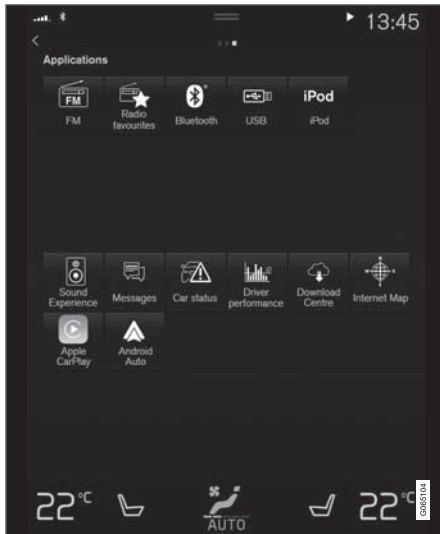 13:45
Applications
FM
FM
Radio
favourites
Bluetooth
USB
iPod
iPod
Sound
Experience
Messages
Car status
Driver
performance
Download
Centre
Internet Map
Apple
CarPlay
Android
Auto
22°C
AUTO
22°C
G065104